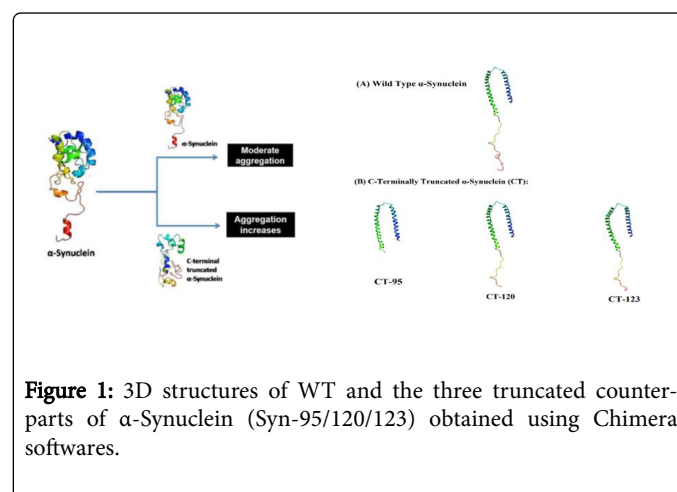 α-Synuclein
α-Synuclein
Moderate
aggregation
Aggregation
increases
C-terminal
truncated
α-Synuclein
(A) Wild Type α-Synuclein
(B) C-Terminally Truncated α-Synuclein (CT):
CT-95
CT-120
CT-123
Figure 1: 3D structures of WT and the three truncated counter-
parts of α-Synuclein (Syn-95/120/123) obtained using Chimera
softwares.